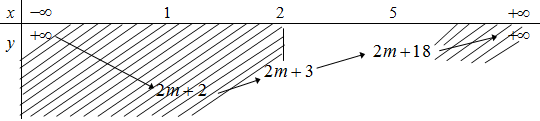 x −∞ 1 2 5 +∞
+∞ +∞
y 2m+18
2m+3
2m+2